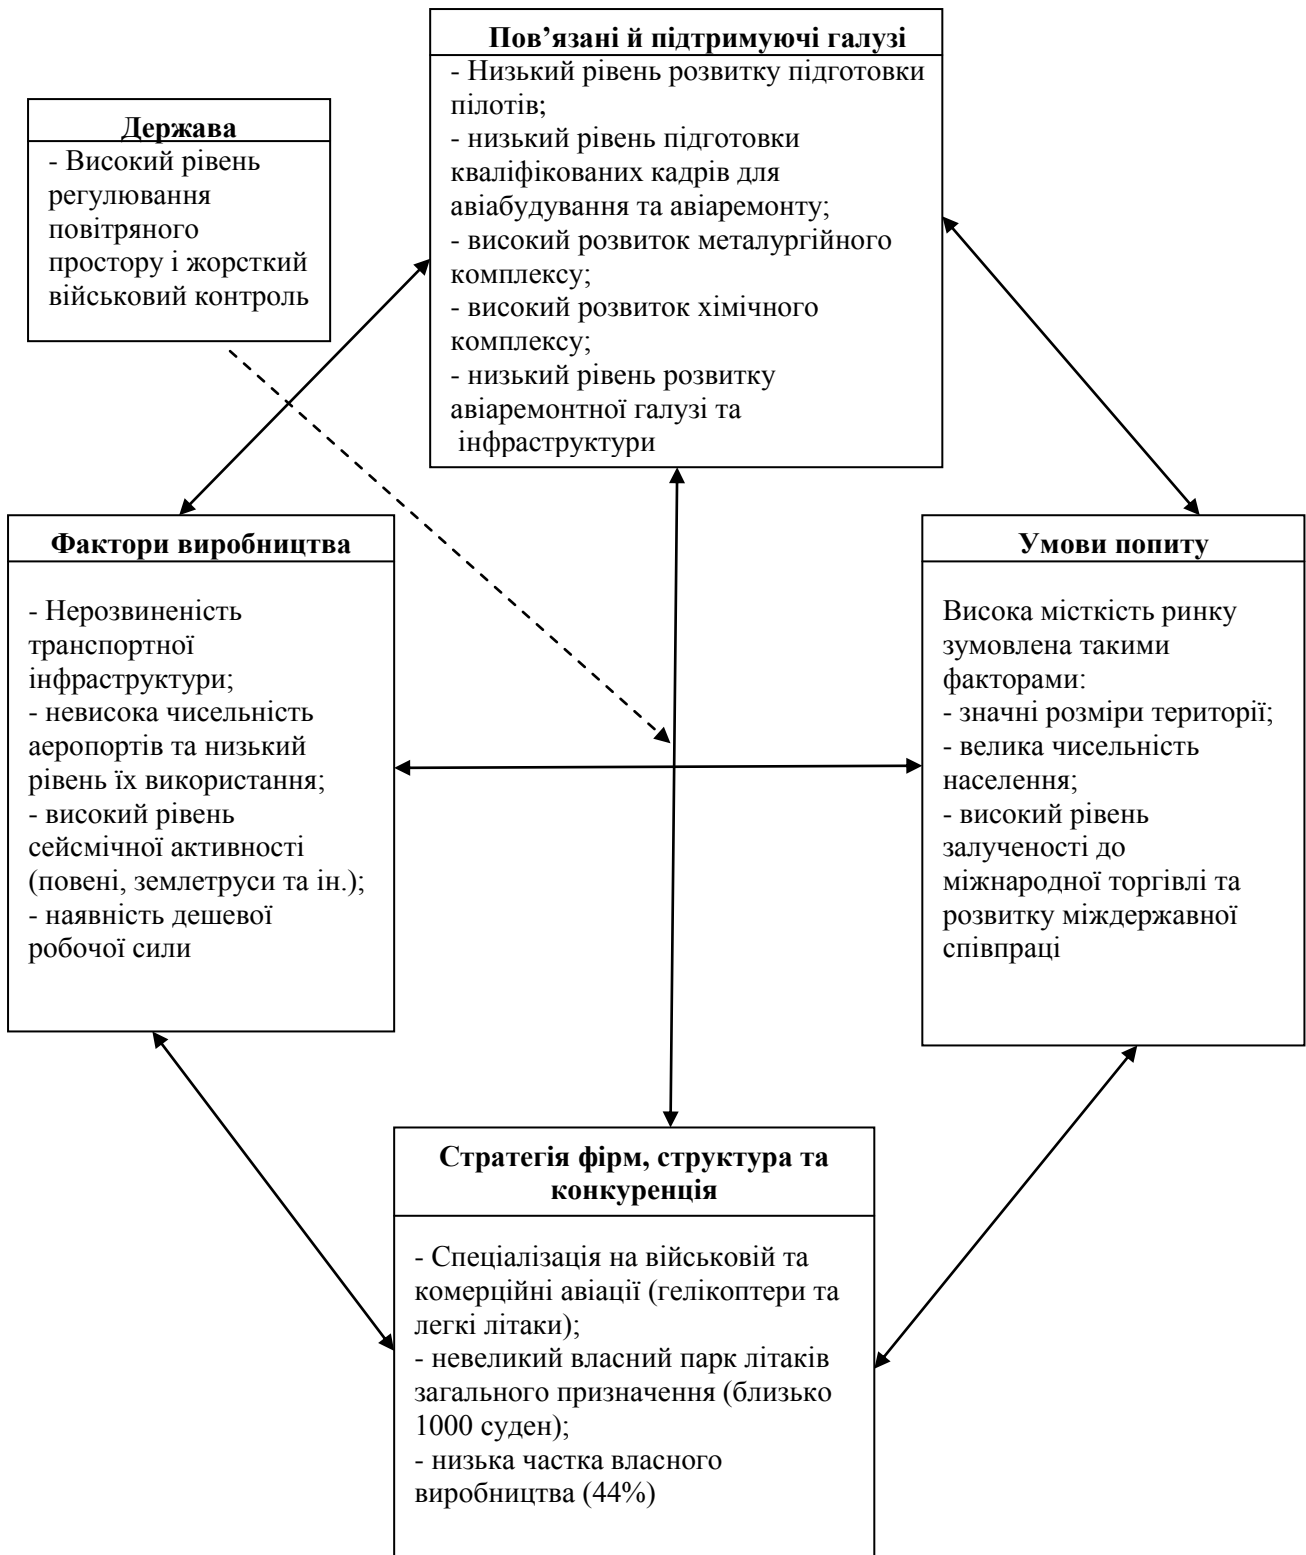 Пов’язані й підтримуючі галузі
- Низький рівень розвитку підготовки
пілотів;
- низький рівень підготовки
кваліфікованих кадрів для
авіабудування та авіаремонту;
- високий розвиток металургійного
комплексу;
- високий розвиток хімічного
комплексу;
- низький рівень розвитку
авіаремонтної галузі та
інфраструктури
Держава
- Високий рівень
регулювання
повітряного
простору і жорсткий
військовий контроль
Фактори виробництва
- Нерозвиненість
транспортної
інфраструктури;
- невисока чисельність
аеропортів та низький
рівень їх використання;
- високий рівень
сейсмічної активності
(повені, землетруси та ін.);
- наявність дешевої
робочої сили
Умови попиту
Висока місткість ринку
зумовлена такими
факторами:
- значні розміри території;
- велика чисельність
населення;
- високий рівень
залученості до
міжнародної торгівлі та
розвитку міждержавної
співпраці
Стратегія фірм, структура та
конкуренція
- Спеціалізація на військовій та
комерційні авіації (гелікоптери та
легкі літаки);
- невеликий власний парк літаків
загального призначення (близько
1000 суден);
- низька частка власного
виробництва (44%)